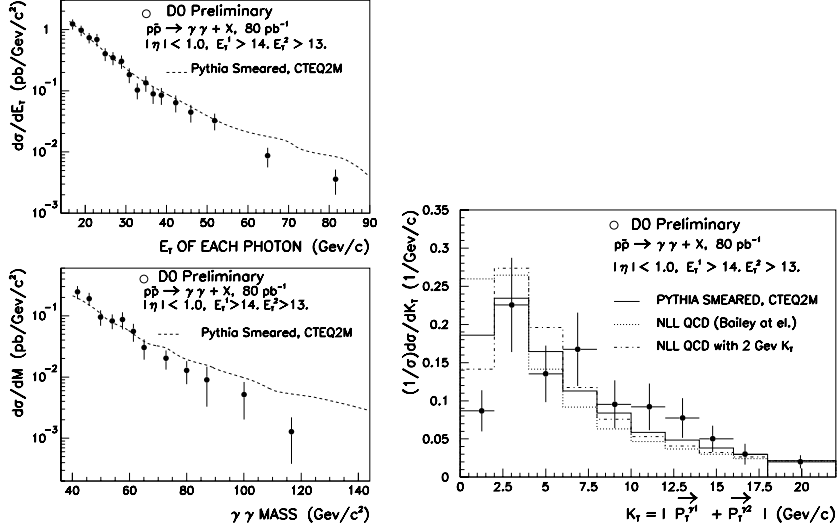 D0 Preliminary
pp̄ → γ γ + X, 80 pb⁻¹
| η | < 1.0, E_T¹ > 14. E_T² > 13.
Pythia Smeared, CTEQ2M
dσ/dE_T (pb/Gev/c²)
1
10⁻¹
10⁻²
10⁻³
20 30 40 50 60 70 80 90
E_T OF EACH PHOTON (Gev/c)
D0 Preliminary
pp̄ → γ γ + X, 80 pb⁻¹
| η | < 1.0, E_T¹ > 14. E_T² > 13.
Pythia Smeared, CTEQ2M
dσ/dM (pb/Gev/c²)
10⁻¹
10⁻²
10⁻³
40 60 80 100 120 140
γ γ MASS (Gev/c²)
D0 Preliminary
pp̄ → γ γ + X, 80 pb⁻¹
| η | < 1.0, E_T¹ > 14. E_T² > 13.
PYTHIA SMEARED, CTEQ2M
NLL QCD (Bailey at el.)
NLL QCD with 2 Gev K_T
(1/σ)dσ/dK_T (1/Gev/c)
0.35
0.3
0.25
0.2
0.15
0.1
0.05
0
0 2.5 5 7.5 10 12.5 15 17.5 20
K_T = | P_T^γ1 + P_T^γ2 | (Gev/c)